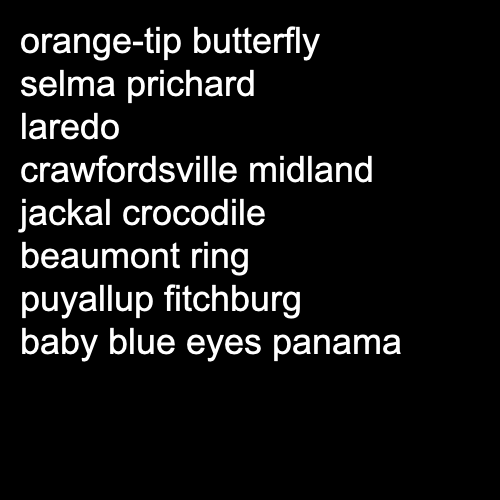 orange-tip butterfly
selma prichard
laredo
crawfordsville midland
jackal crocodile
beaumont ring
puyallup fitchburg
baby blue eyes panama